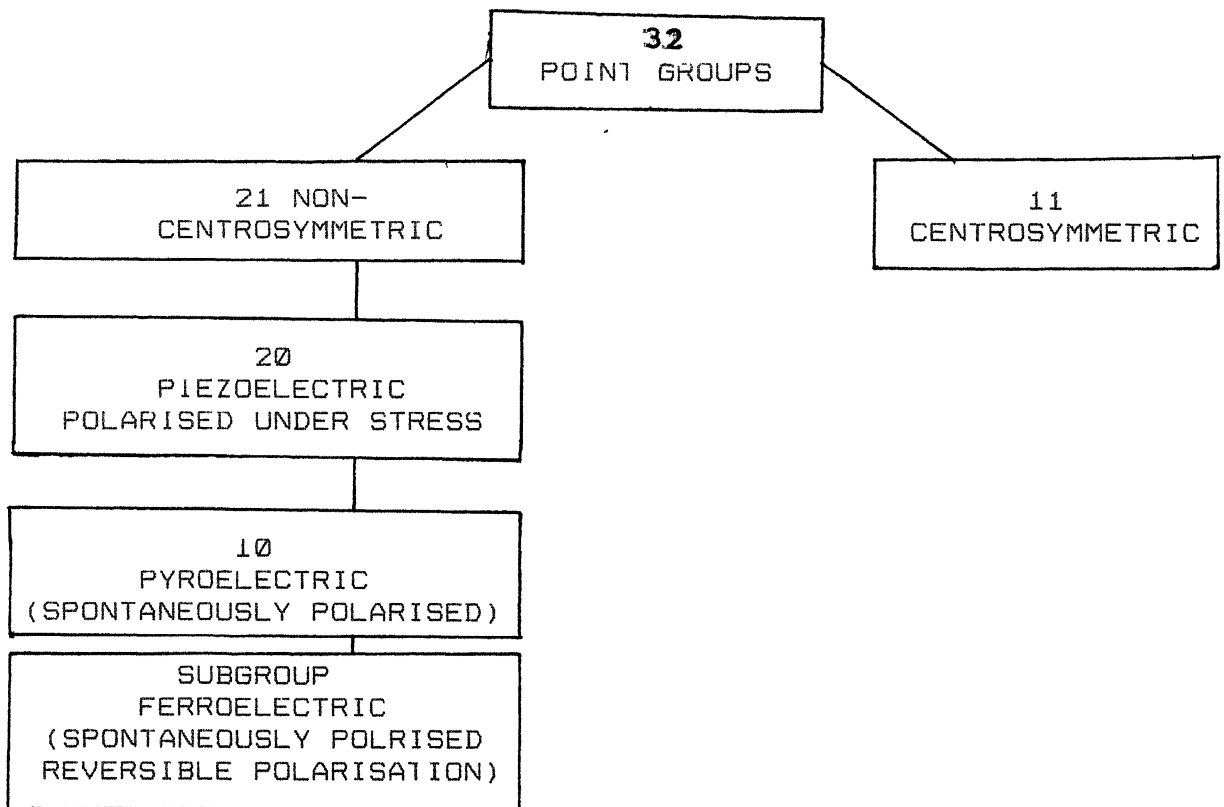 32
POINT GROUPS
21 NON-
CENTROSYMMETRIC
11
CENTROSYMMETRIC
20
PIEZOELECTRIC
POLARISED UNDER STRESS
10
PYROELECTRIC
(SPONTANEOUSLY POLARISED)
SUBGROUP
FERROELECTRIC
(SPONTANEOUSLY POLRISED
REVERSIBLE POLARISATION)